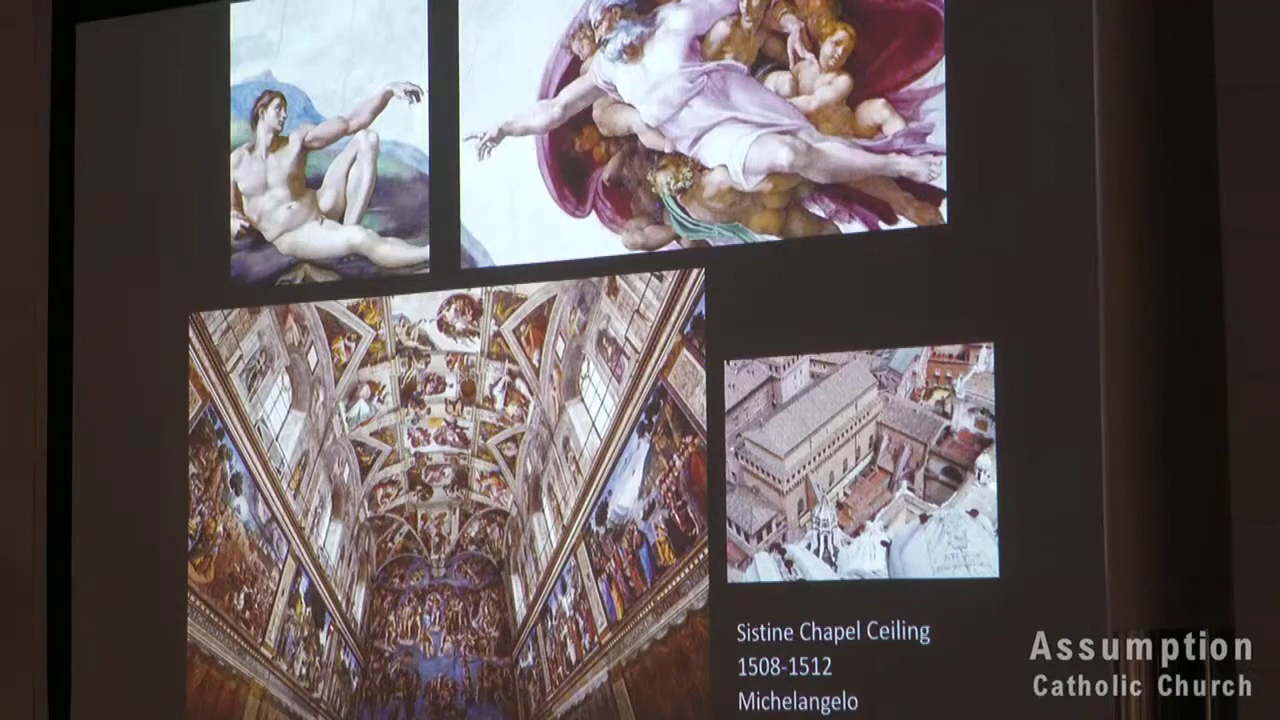 Sistine Chapel Ceiling
1508-1512
Michelangelo
Assumption
Catholic Church